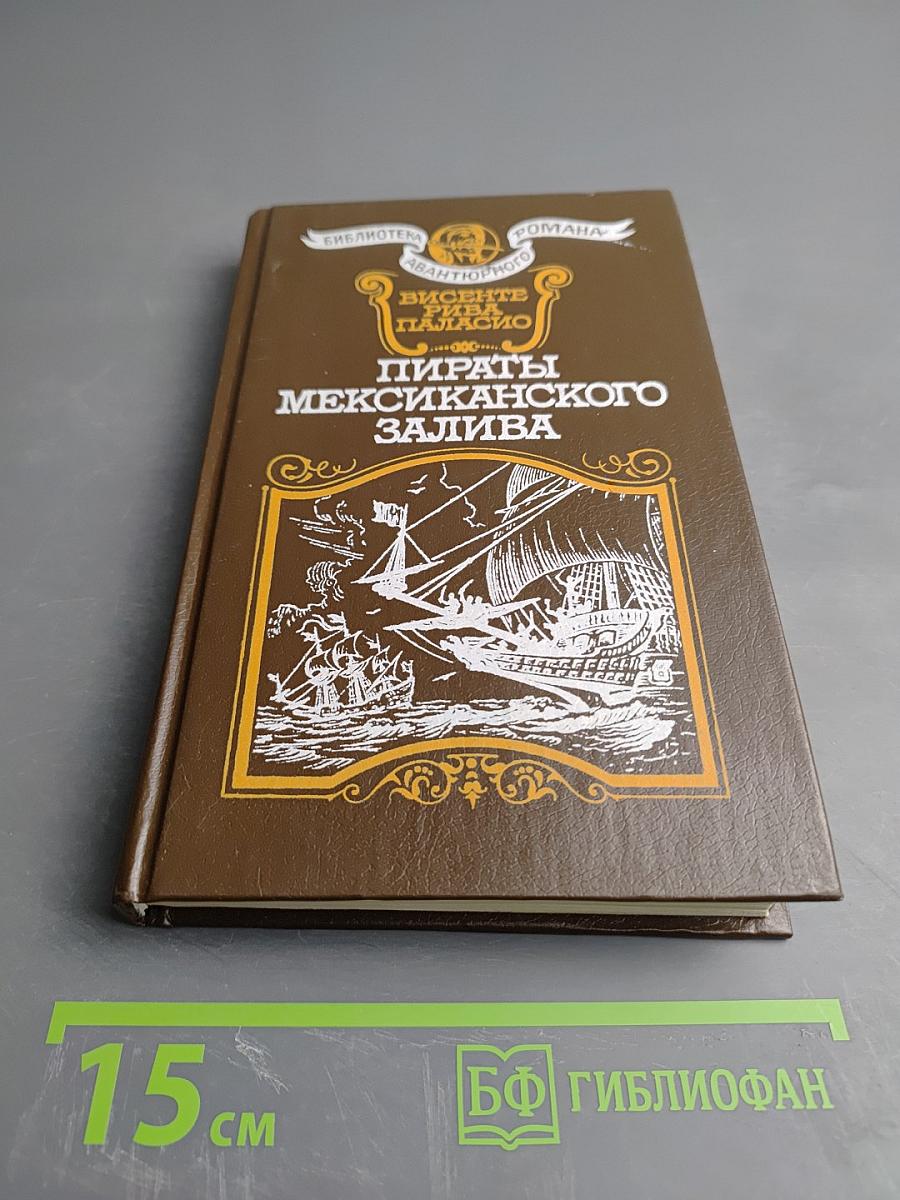 БИБЛИОТЕКА
АВАНТЮРНОГО
РОМАНА
ВИСЕНТЕ
РИВА
ПАЛАСИО
ПИРАТЫ
МЕКСИКАНСКОГО
ЗАЛИВА
15 см
БФ
ГИБЛИОФАН